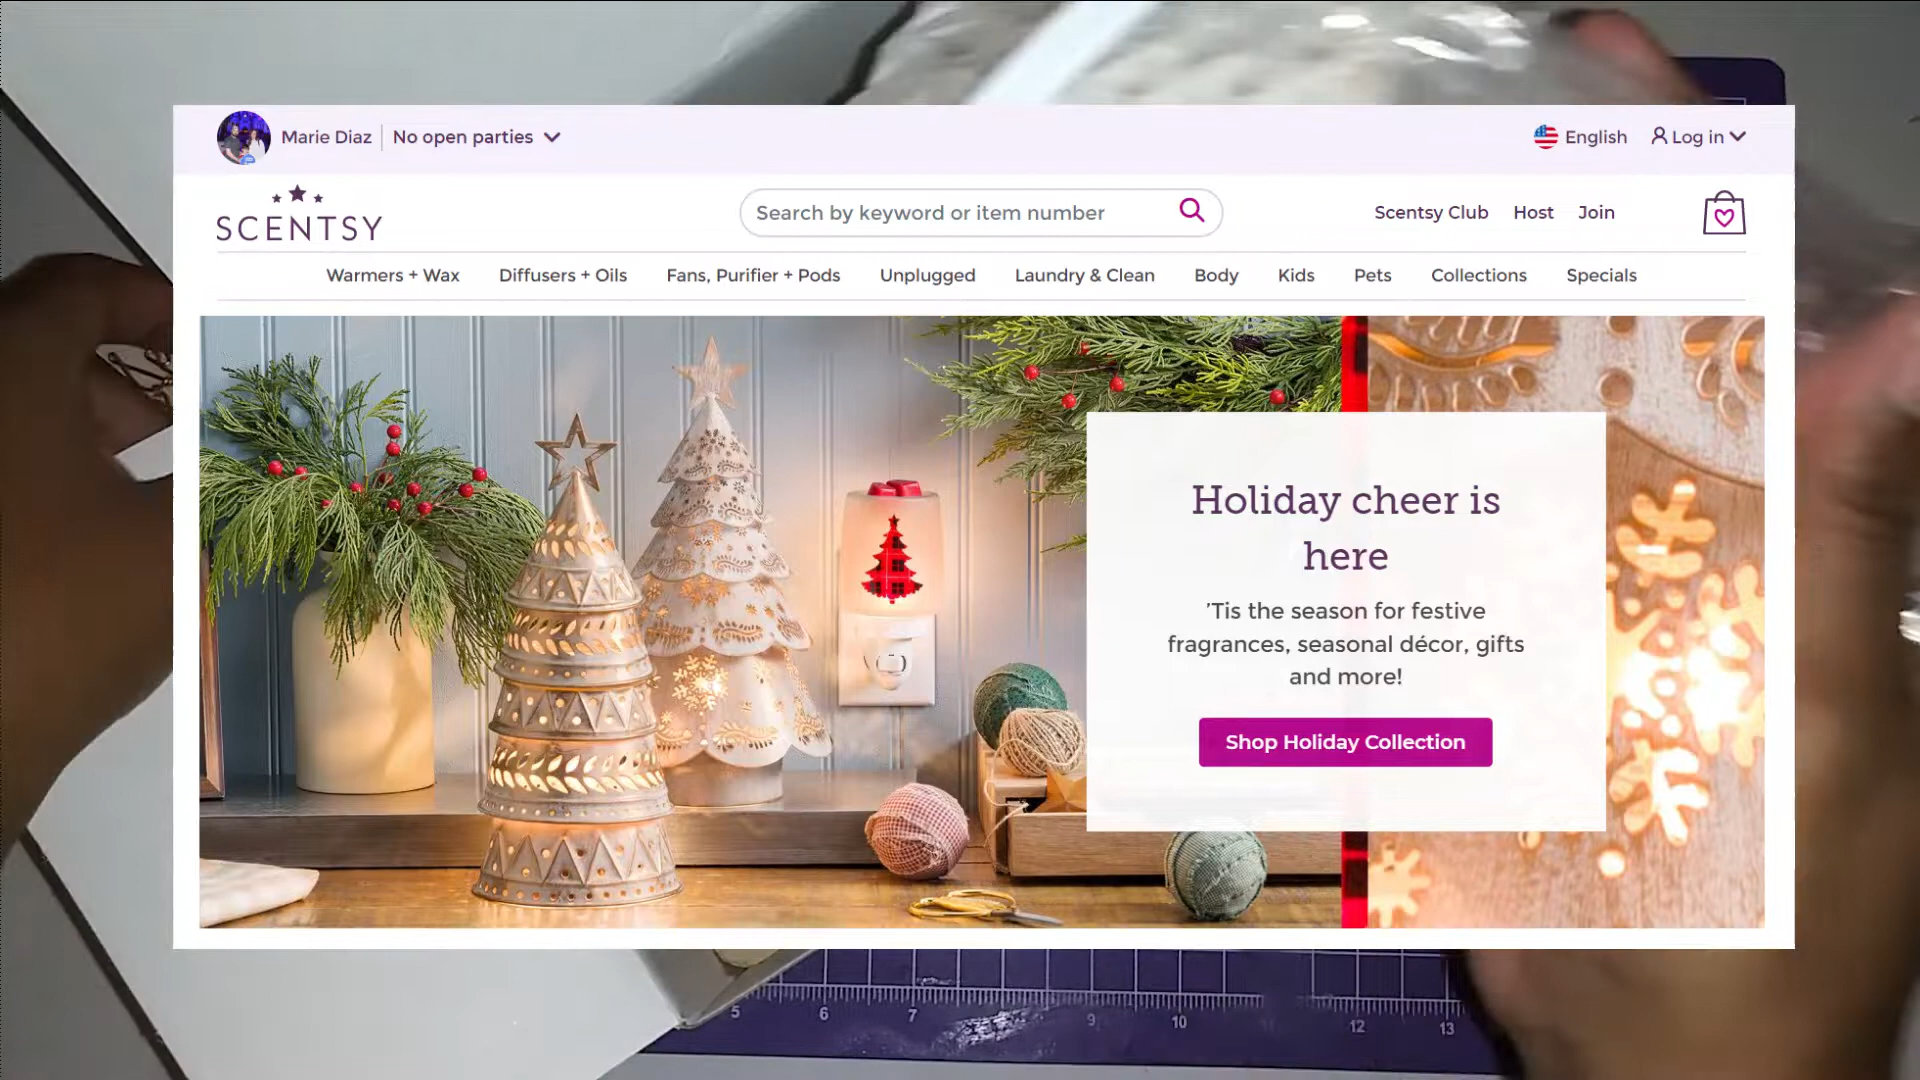 Marie Diaz No open parties
English Log in
SCENTSY
Search by keyword or item number
Scentsy Club Host Join
Warmers + Wax Diffusers + Oils Fans, Purifier + Pods Unplugged Laundry & Clean Body Kids Pets Collections Specials
Holiday cheer is
here
’Tis the season for festive
fragrances, seasonal décor, gifts
and more!
Shop Holiday Collection
5 6 7 9 10 12 13